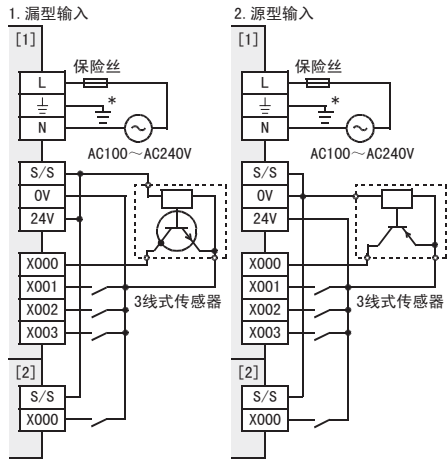 1. 漏型输入
[1]
L
保险丝
*
N
AC100～AC240V
S/S
0V
24V
X000
X001
X002
X003
3线式传感器
[2]
S/S
X000
2. 源型输入
[1]
L
保险丝
*
N
AC100～AC240V
S/S
0V
24V
X000
X001
X002
X003
3线式传感器
[2]
S/S
X000